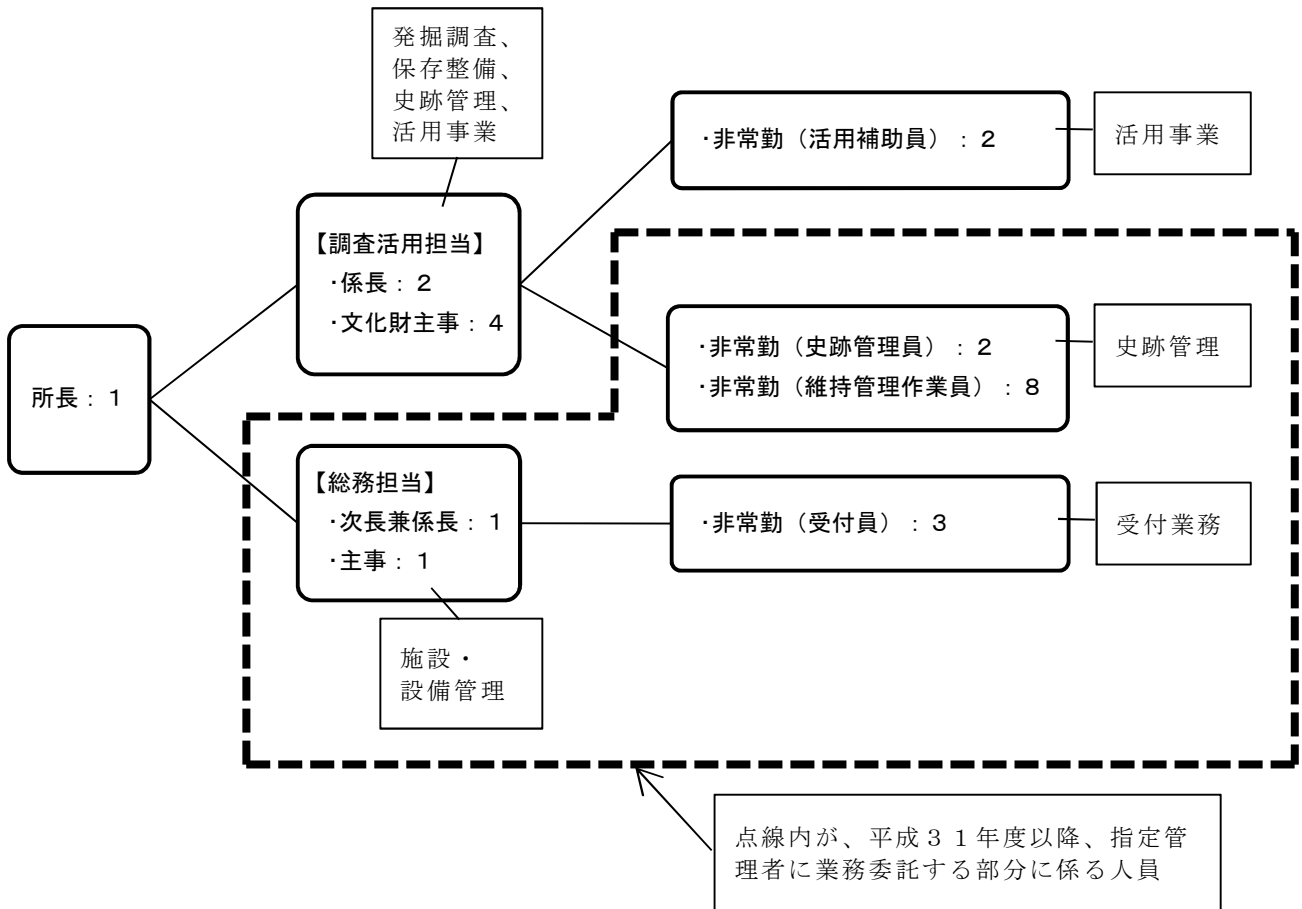 発掘調査、
保存整備、
史跡管理、
活用事業
・非常勤（活用補助員）：２
活用事業
【調査活用担当】
・係長：２
・文化財主事：４
・非常勤（史跡管理員）：２
・非常勤（維持管理作業員）：８
史跡管理
所長：１
【総務担当】
・次長兼係長：１
・主事：１
・非常勤（受付員）：３
受付業務
施設・
設備管理
点線内が、平成３１年度以降、指定管
理者に業務委託する部分に係る人員